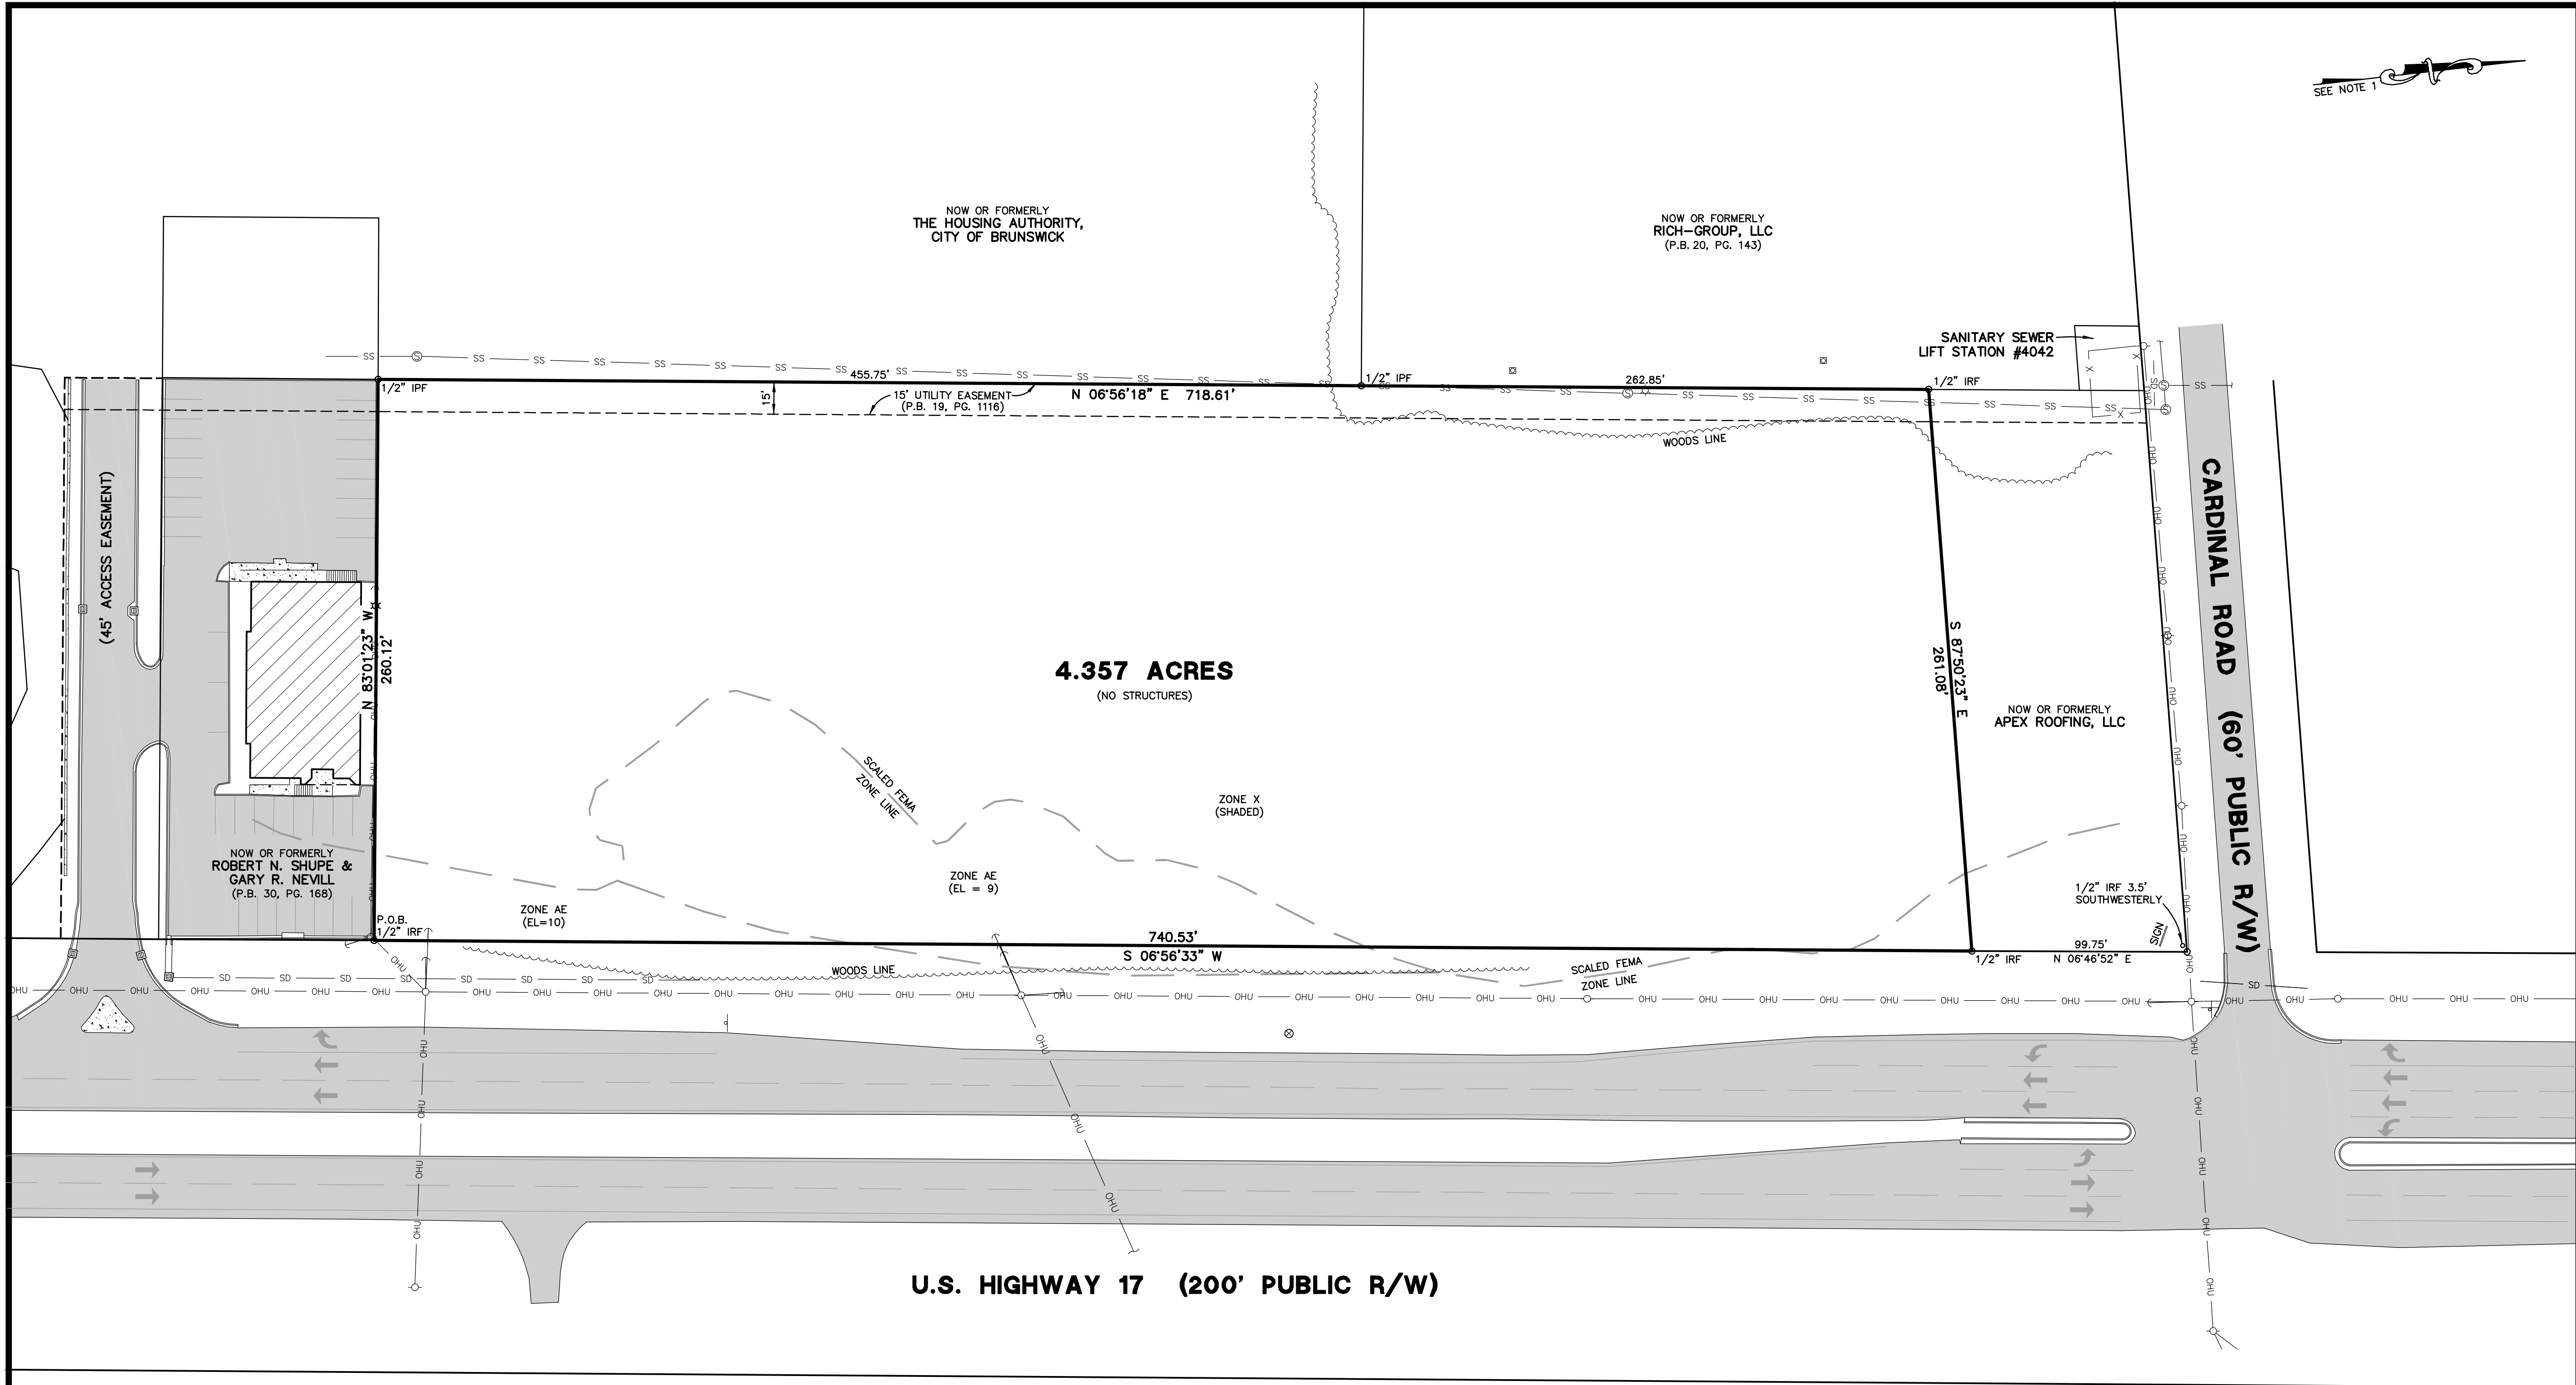 SEE NOTE 1
NOW OR FORMERLY
THE HOUSING AUTHORITY,
CITY OF BRUNSWICK
NOW OR FORMERLY
RICH-GROUP, LLC
(P.B. 20, PG. 143)
SANITARY SEWER
LIFT STATION #4042
1/2" IPF
455.75'
1/2" IPF
262.85'
1/2" IRF
15'
15' UTILITY EASEMENT
(P.B. 19, PG. 1116)
N 06°56'18" E 718.61'
WOODS LINE
(45' ACCESS EASEMENT)
N 83°01'23" W
260.12'
4.357 ACRES
(NO STRUCTURES)
S 87°50'23" E
261.08'
NOW OR FORMERLY
APEX ROOFING, LLC
CARDINAL ROAD (60' PUBLIC R/W)
SCALED FEMA
ZONE LINE
ZONE X
(SHADED)
NOW OR FORMERLY
ROBERT N. SHUPE &
GARY R. NEVILL
(P.B. 30, PG. 168)
ZONE AE
(EL = 9)
ZONE AE
(EL=10)
1/2" IRF 3.5'
SOUTHWESTERLY
SIGN
P.O.B.
1/2" IRF
740.53'
S 06°56'33" W
99.75'
1/2" IRF
N 06°46'52" E
WOODS LINE
SCALED FEMA
ZONE LINE
SS
SD
OHU
U.S. HIGHWAY 17 (200' PUBLIC R/W)